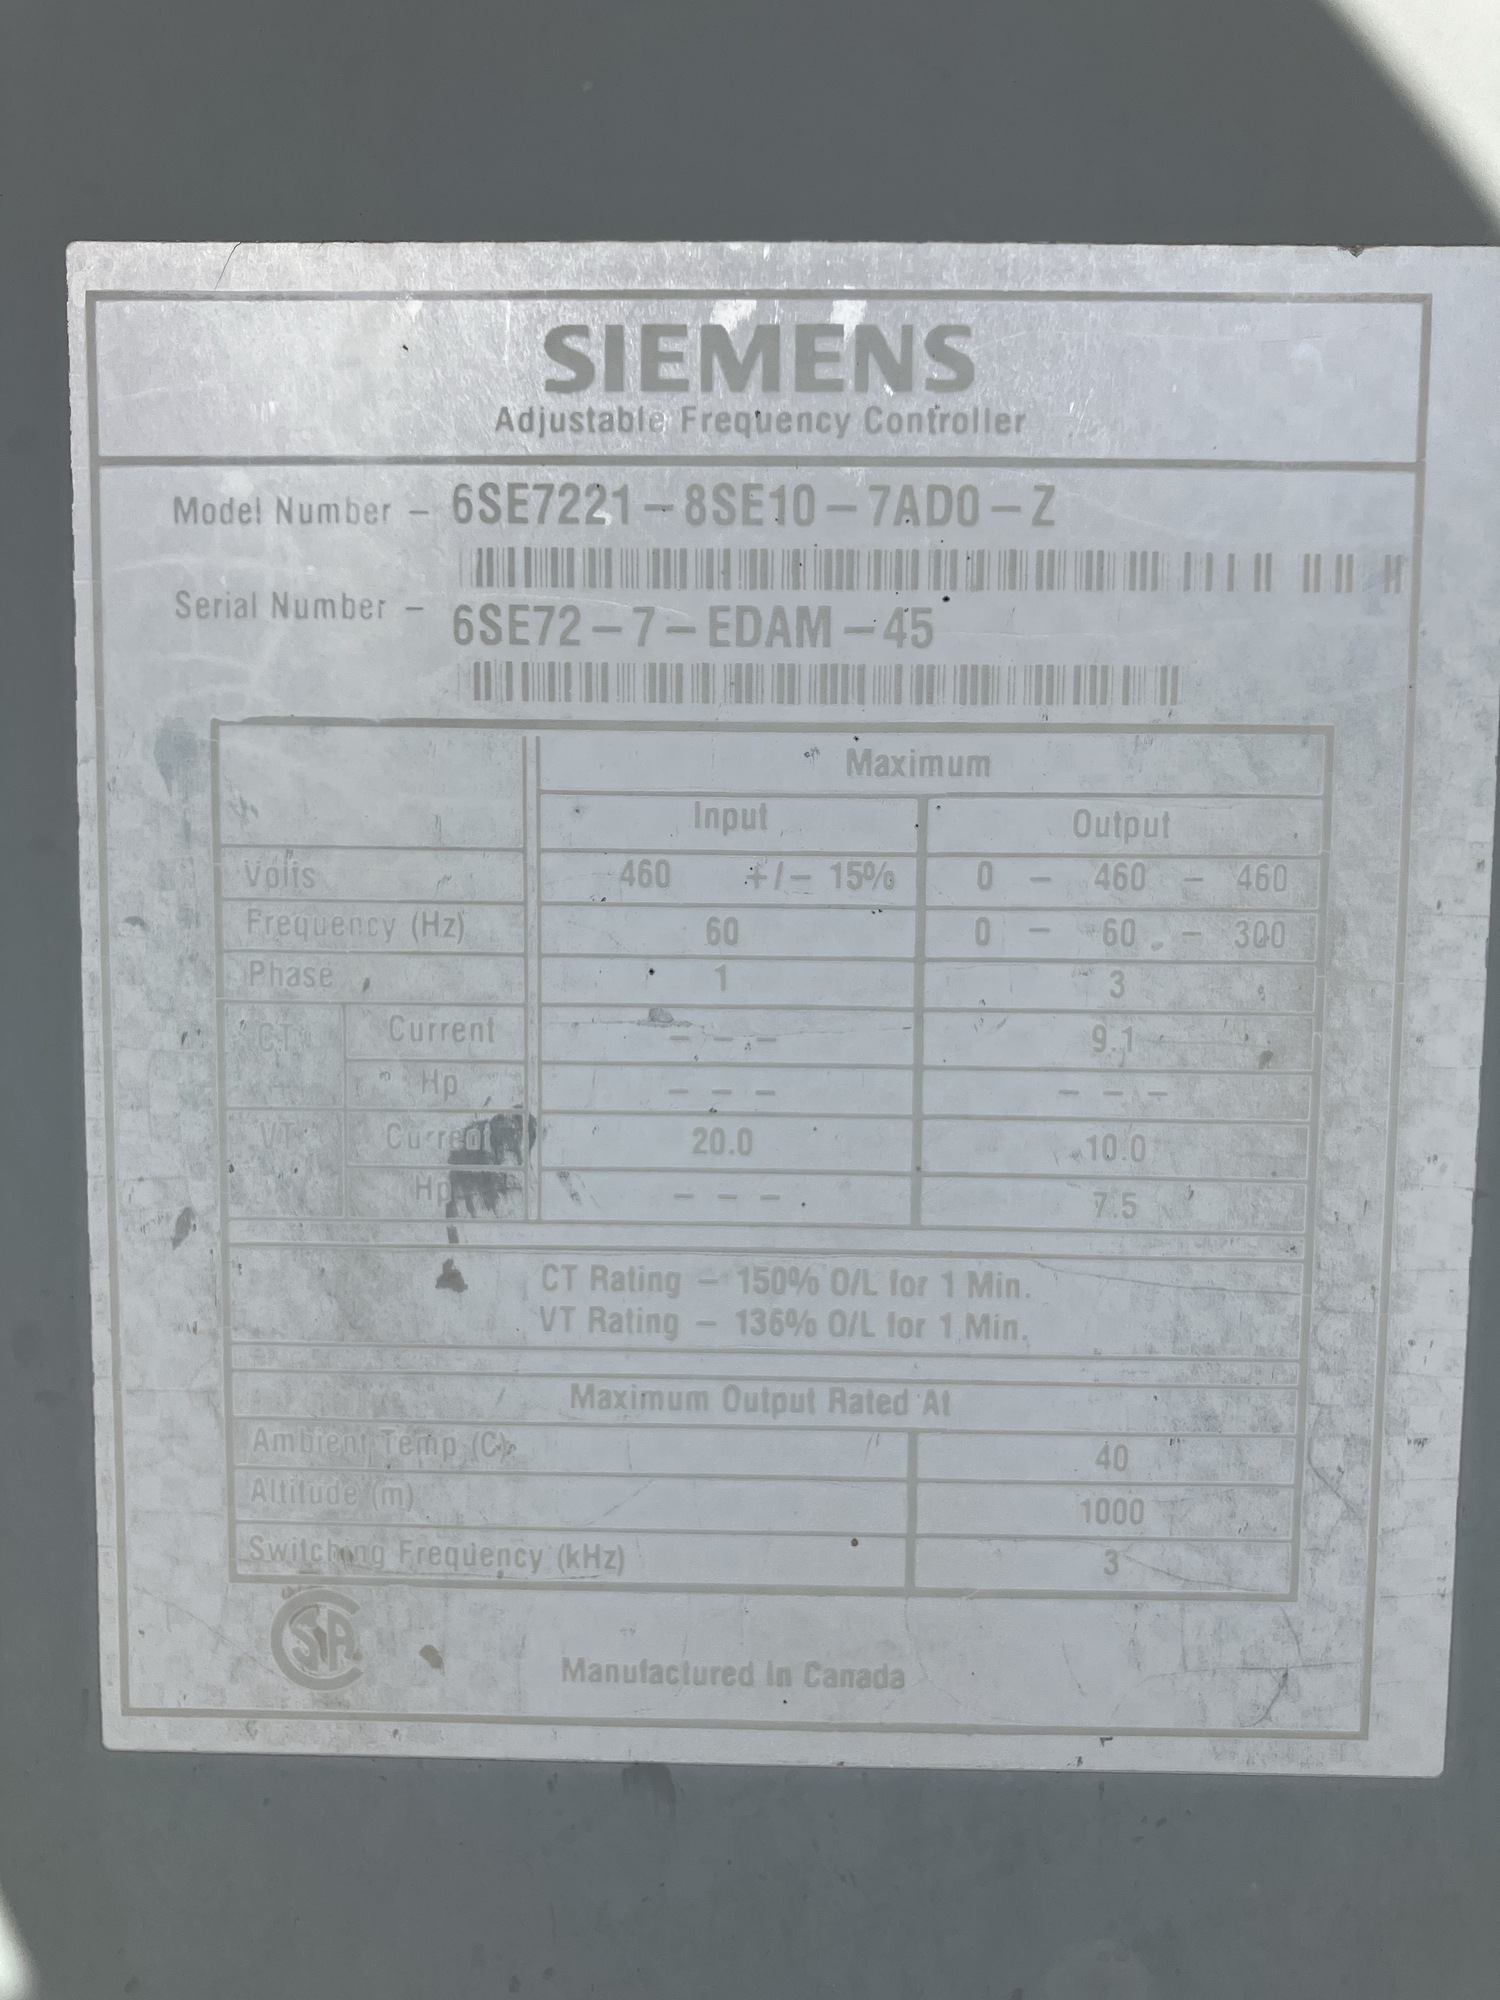 SIEMENS
Adjustable Frequency Controller
Model Number – 6SE7221 – 8SE10 – 7AD0 – Z
Serial Number – 6SE72 – 7 – EDAM – 45
Maximum
Input Output
Volts 460 +/– 15% 0 – 460 – 460
Frequency (Hz) 60 0 – 60 – 300
Phase 1 3
CT Current – – – 9.1
Hp – – – – – –
VT Current 20.0 10.0
Hp – – – 7.5
CT Rating – 150% O/L for 1 Min.
VT Rating – 136% O/L for 1 Min.
Maximum Output Rated At
Ambient Temp (C) 40
Altitude (m) 1000
Switching Frequency (kHz) 3
CSA
Manufactured In Canada